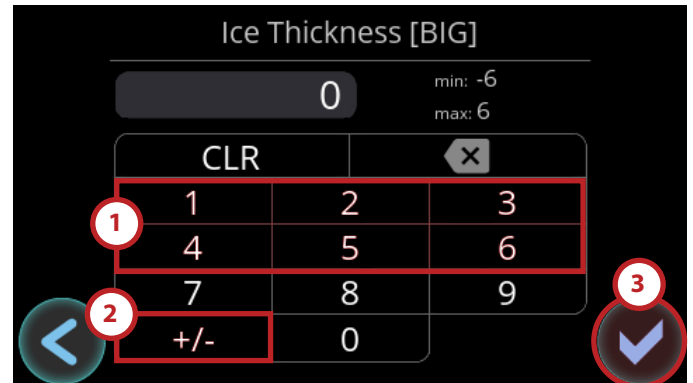 Ice Thickness [BIG]
0 min: -6
max: 6
CLR
1 2 3
1
4 5 6
7 8 9 3
2
+/- 0